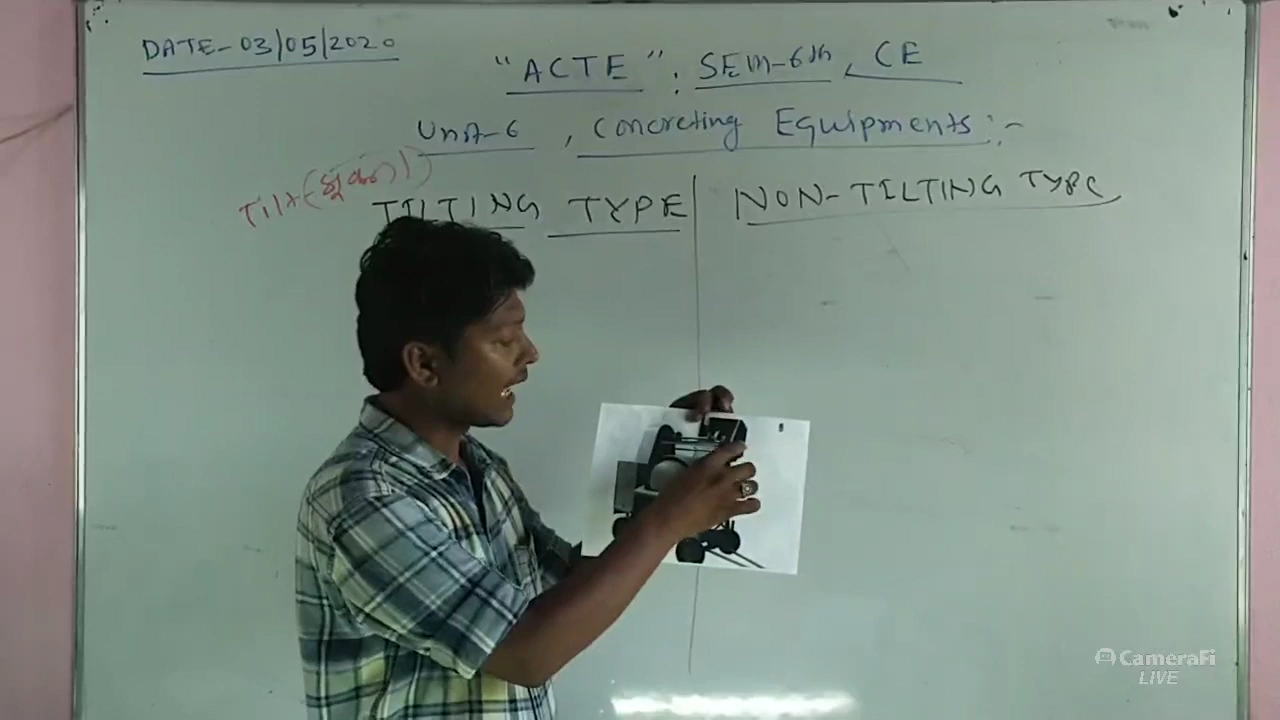 DATE-03/05/2020
"ACTE". SEM-6th, CE
Unit-6, Concreting Equipments:-
Tilt
TILTING TYPE | NON-TILTING TYPE
CameraFi
LIVE